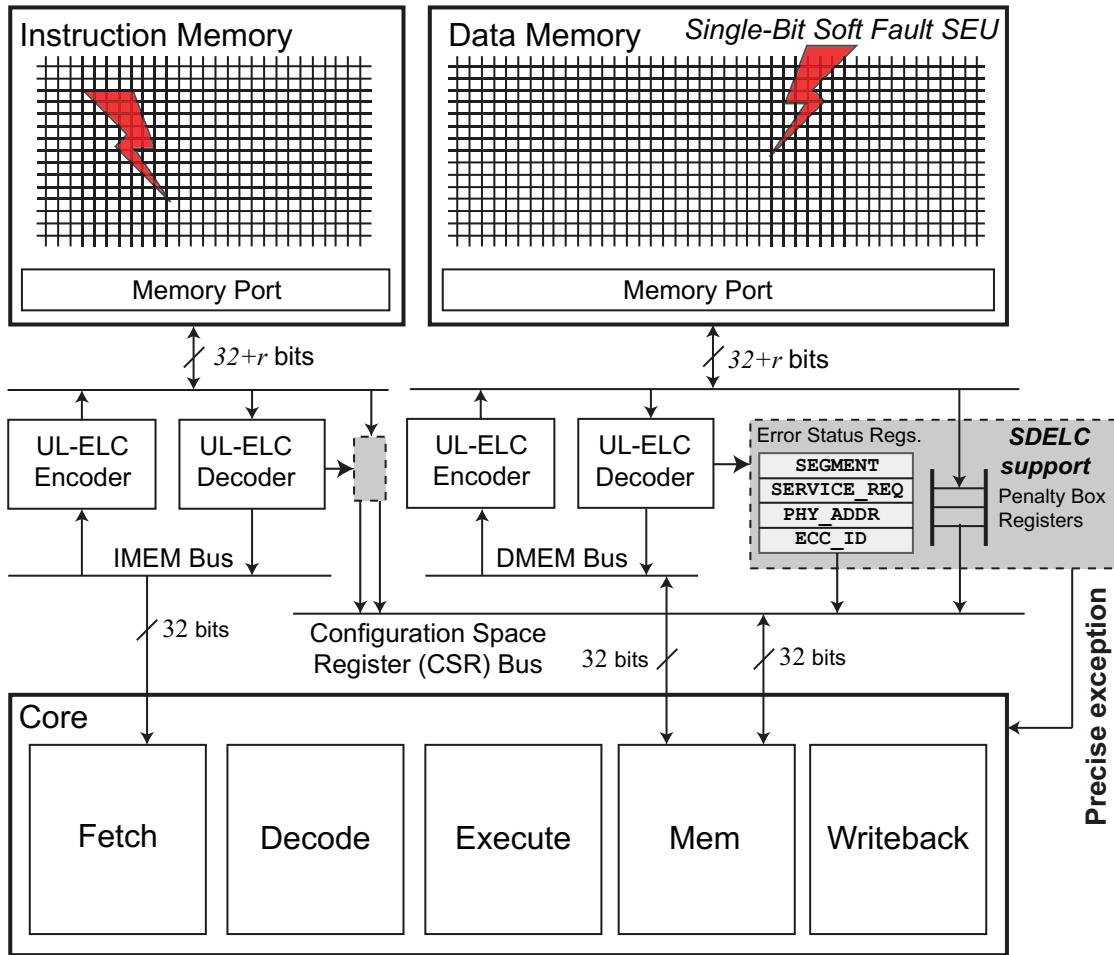 Instruction Memory
Data Memory
Single-Bit Soft Fault SEU
Memory Port
Memory Port
32+r bits
32+r bits
UL-ELC
Encoder
UL-ELC
Decoder
UL-ELC
Encoder
UL-ELC
Decoder
Error Status Regs.
SEGMENT
SERVICE_REQ
PHY_ADDR
ECC_ID
SDELC
support
Penalty Box
Registers
IMEM Bus
DMEM Bus
32 bits
Configuration Space
Register (CSR) Bus
32 bits
32 bits
Precise exception
Core
Fetch
Decode
Execute
Mem
Writeback